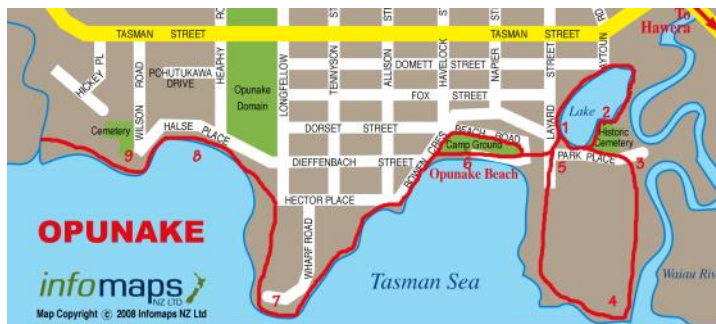 To
Hawera
TASMAN STREET
TASMAN STREET
HICKEY PL
WILSON
ROAD
POHUTUKAWA
DRIVE
HEAPHY
Opunake
Domain
LONGFELLOW
TENNYSON
ST
ALLISON
HAVELOCK
ST
NAPIER
ST
DOMETT STREET
FOX STREET
LAYARD
STREET
AYTOUN RD
Lake
1
2
Historic
Cemetery
Cemetery
HALSE PLACE
DORSET STREET
BEACH ROAD
Camp Ground
PARK PLACE
3
9
8
DIEFFENBACH STREET
BOWEN CRES
6
5
Opunake Beach
HECTOR PLACE
WHARF ROAD
OPUNAKE
infomaps
NZ LTD
Tasman Sea
Waiau Riv
7
4
Map Copyright © 2008 Infomaps NZ Ltd